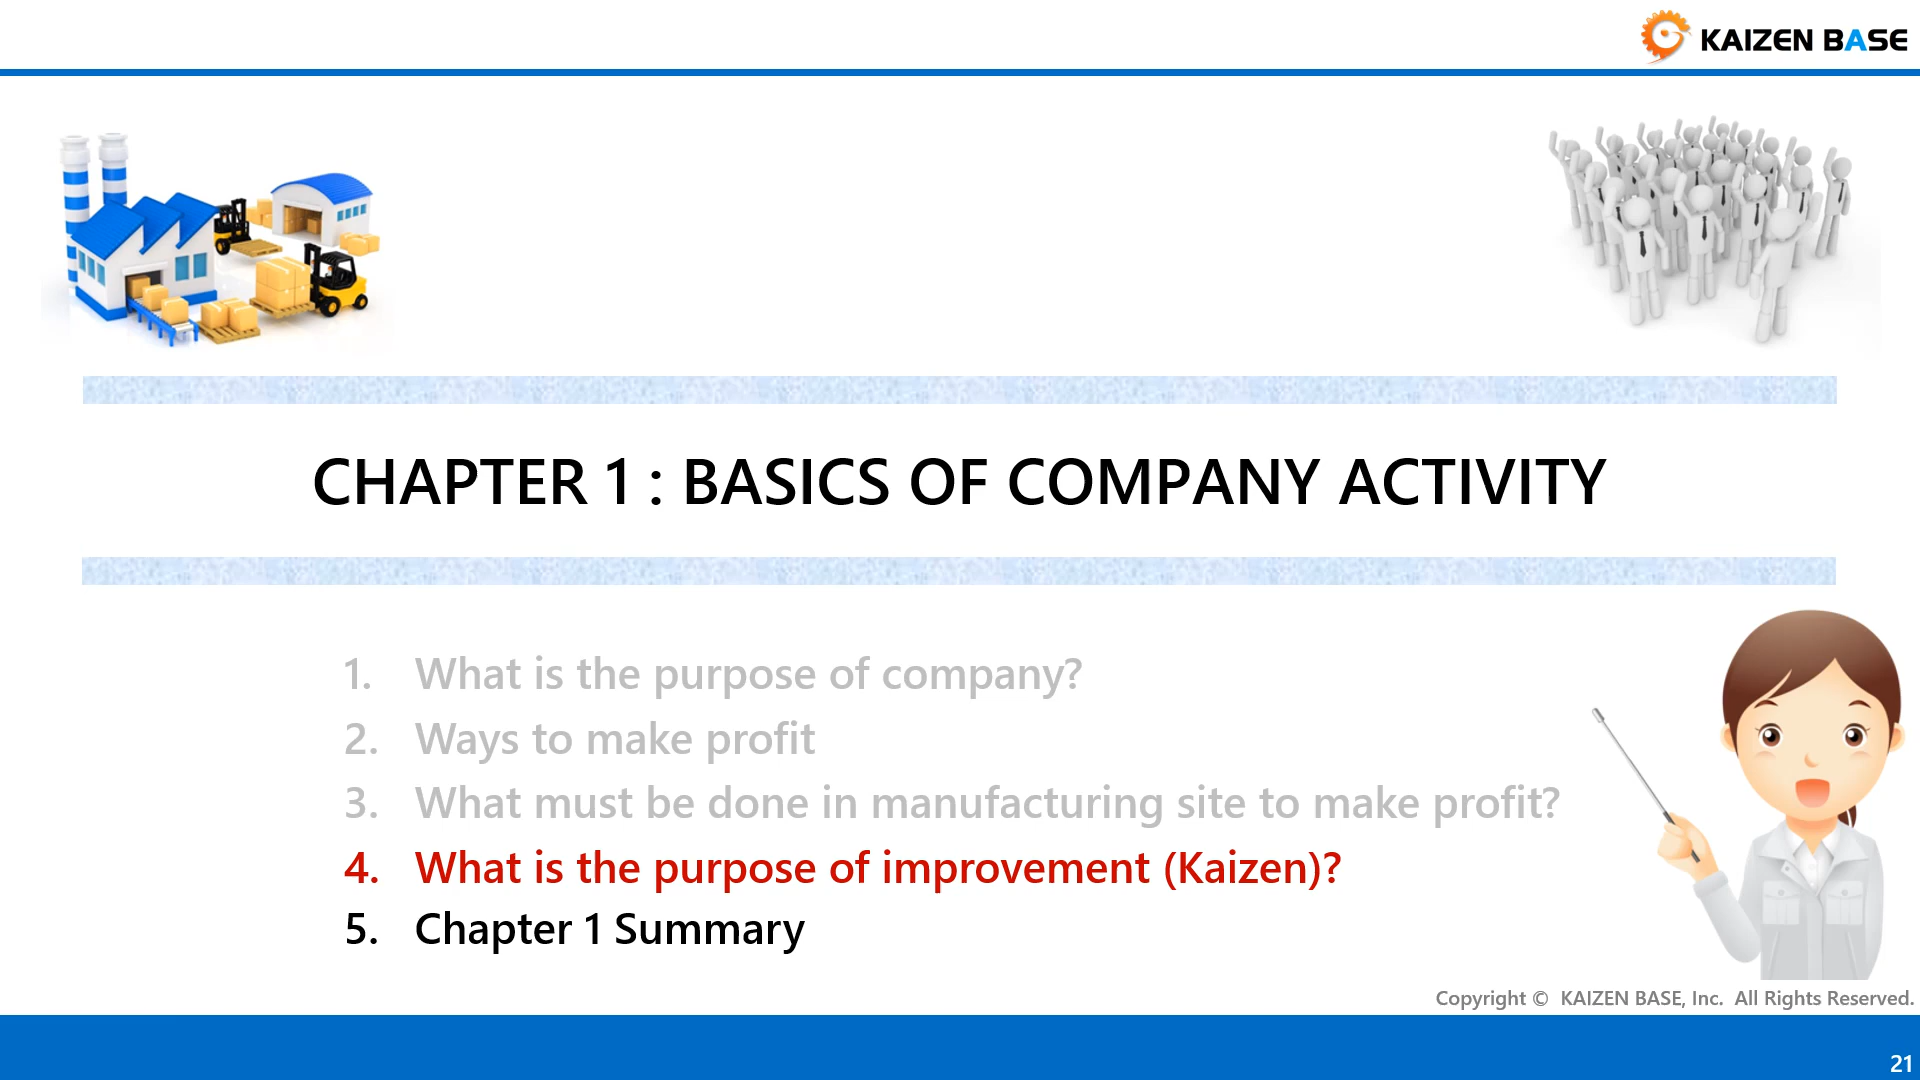 KAIZEN BASE
CHAPTER 1 : BASICS OF COMPANY ACTIVITY
1. What is the purpose of company?
2. Ways to make profit
3. What must be done in manufacturing site to make profit?
4. What is the purpose of improvement (Kaizen)?
5. Chapter 1 Summary
Copyright © KAIZEN BASE, Inc. All Rights Reserved.
21